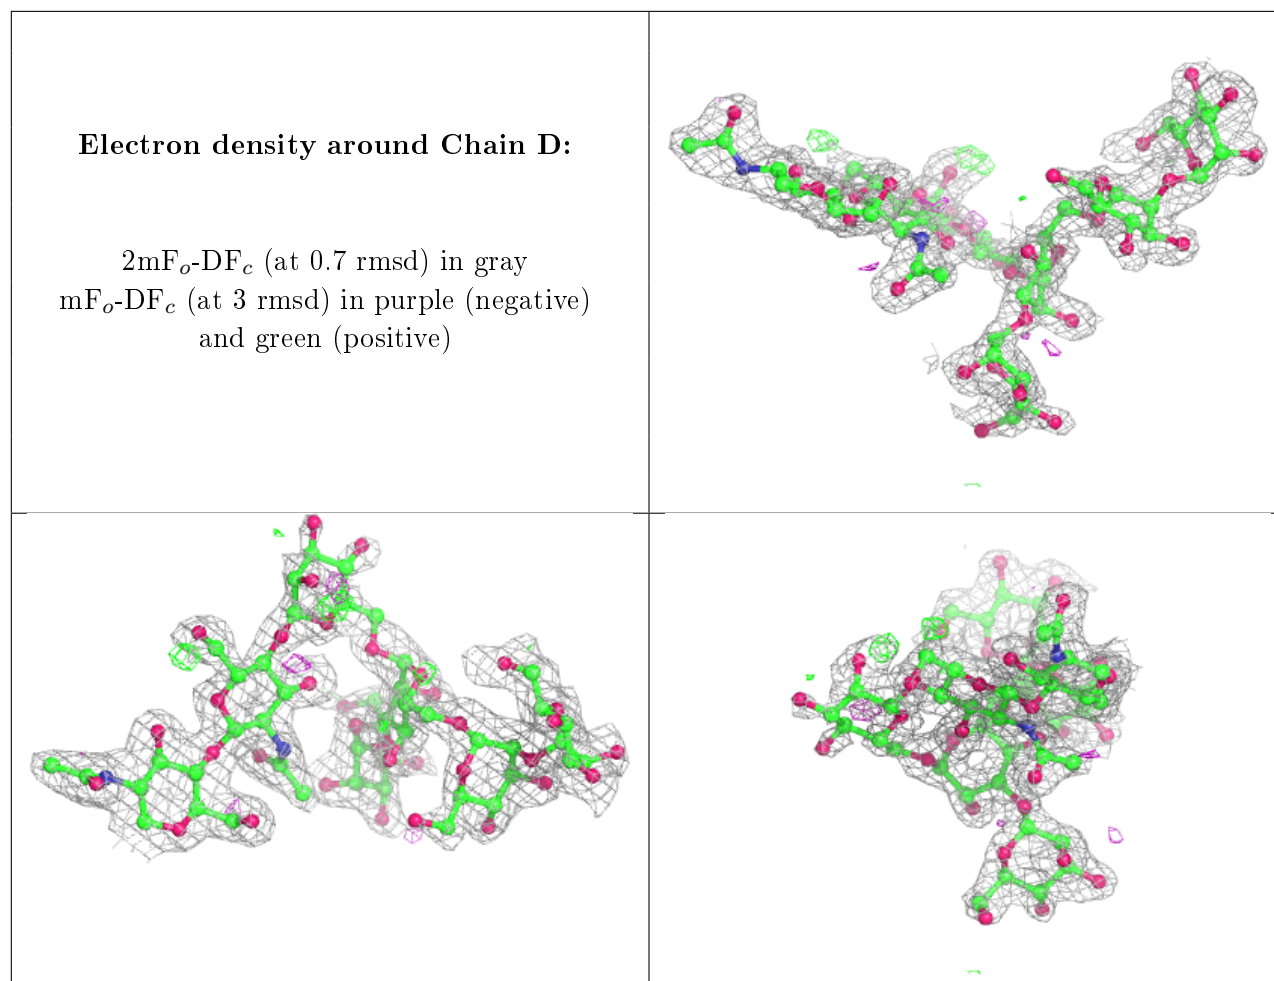 Electron density around Chain D:
2mFₒ-DF𝒸 (at 0.7 rmsd) in gray
mFₒ-DF𝒸 (at 3 rmsd) in purple (negative)
and green (positive)